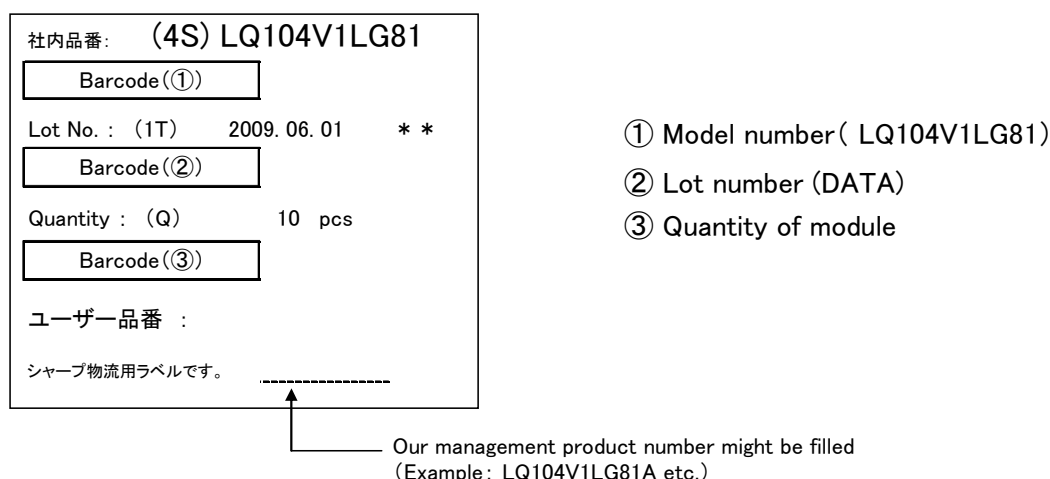 社内品番: (4S) LQ104V1LG81
Barcode(①)
Lot No. : (1T) 2009. 06. 01 * *
Barcode(②)
Quantity : (Q) 10 pcs
Barcode(③)
ユーザー品番 :
シャープ物流用ラベルです。
① Model number( LQ104V1LG81)
② Lot number (DATA)
③ Quantity of module
Our management product number might be filled
(Example: LQ104V1LG81A etc.)